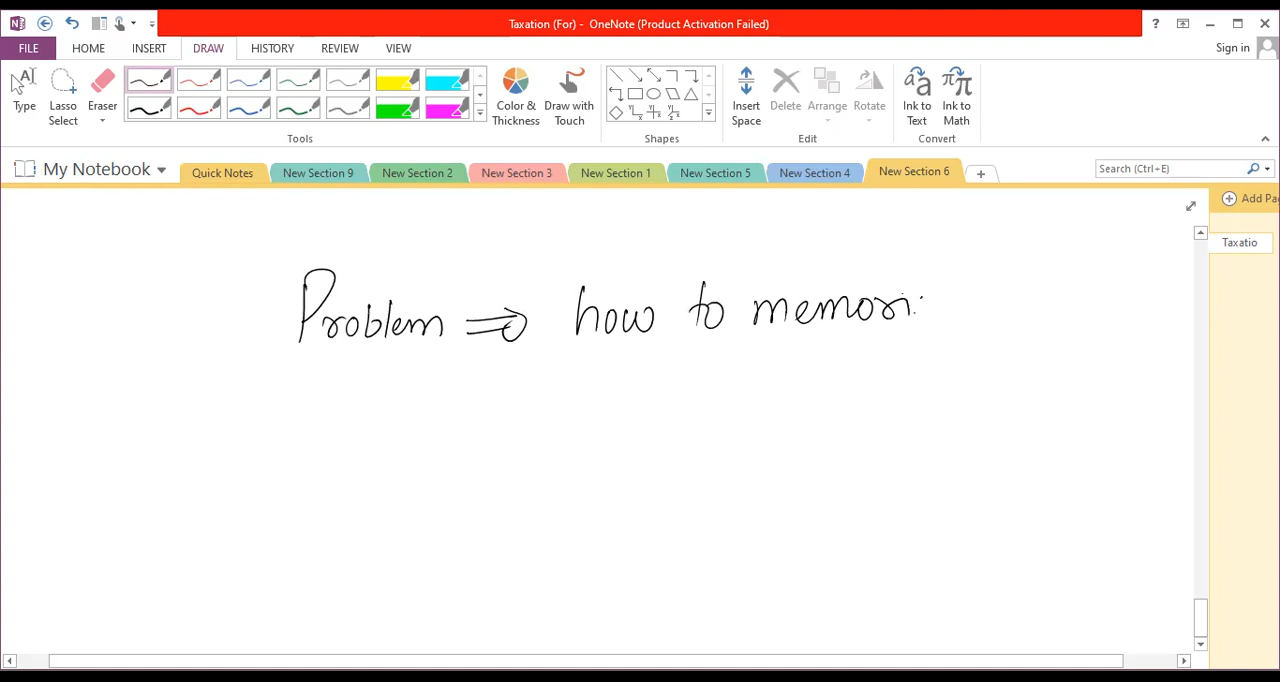 Taxation (For) - OneNote (Product Activation Failed)
FILE HOME INSERT DRAW HISTORY REVIEW VIEW Sign in
Type Lasso Select Eraser Color & Thickness Draw with Touch Insert Space Delete Arrange Rotate Ink to Text Ink to Math
Tools Shapes Edit Convert
My Notebook Quick Notes New Section 9 New Section 2 New Section 3 New Section 1 New Section 5 New Section 4 New Section 6 Search (Ctrl+E)
Add Pa
Taxatio
Problem ⇒ how to memori